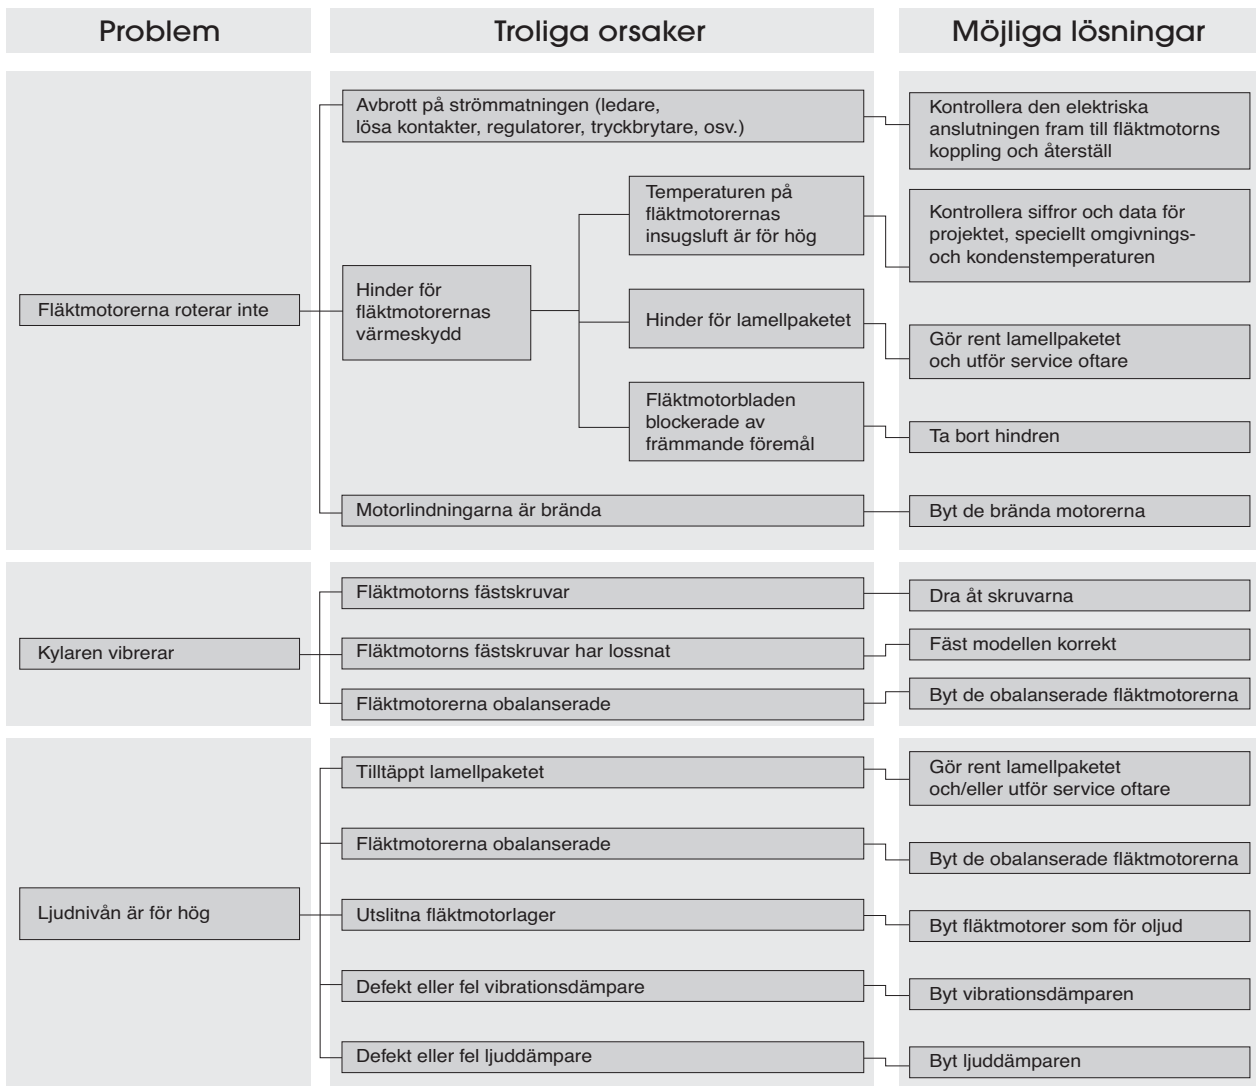 Problem
Troliga orsaker
Möjliga lösningar
Fläktmotorerna roterar inte
Avbrott på strömmatningen (ledare,
lösa kontakter, regulatorer, tryckbrytare, osv.)
Kontrollera den elektriska
anslutningen fram till fläktmotorns
koppling och återställ
Hinder för
fläktmotorernas
värmeskydd
Temperaturen på
fläktmotorernas
insugsluft är för hög
Kontrollera siffror och data för
projektet, speciellt omgivnings-
och kondenstemperaturen
Hinder för lamellpaketet
Gör rent lamellpaketet
och utför service oftare
Fläktmotorbladen
blockerade av
främmande föremål
Ta bort hindren
Motorlindningarna är brända
Byt de brända motorerna
Kylaren vibrerar
Fläktmotorns fästskruvar
Dra åt skruvarna
Fläktmotorns fästskruvar har lossnat
Fäst modellen korrekt
Fläktmotorerna obalanserade
Byt de obalanserade fläktmotorerna
Ljudnivån är för hög
Tilltäppt lamellpaketet
Gör rent lamellpaketet
och/eller utför service oftare
Fläktmotorerna obalanserade
Byt de obalanserade fläktmotorerna
Utslitna fläktmotorlager
Byt fläktmotorer som för oljud
Defekt eller fel vibrationsdämpare
Byt vibrationsdämparen
Defekt eller fel ljuddämpare
Byt ljuddämparen